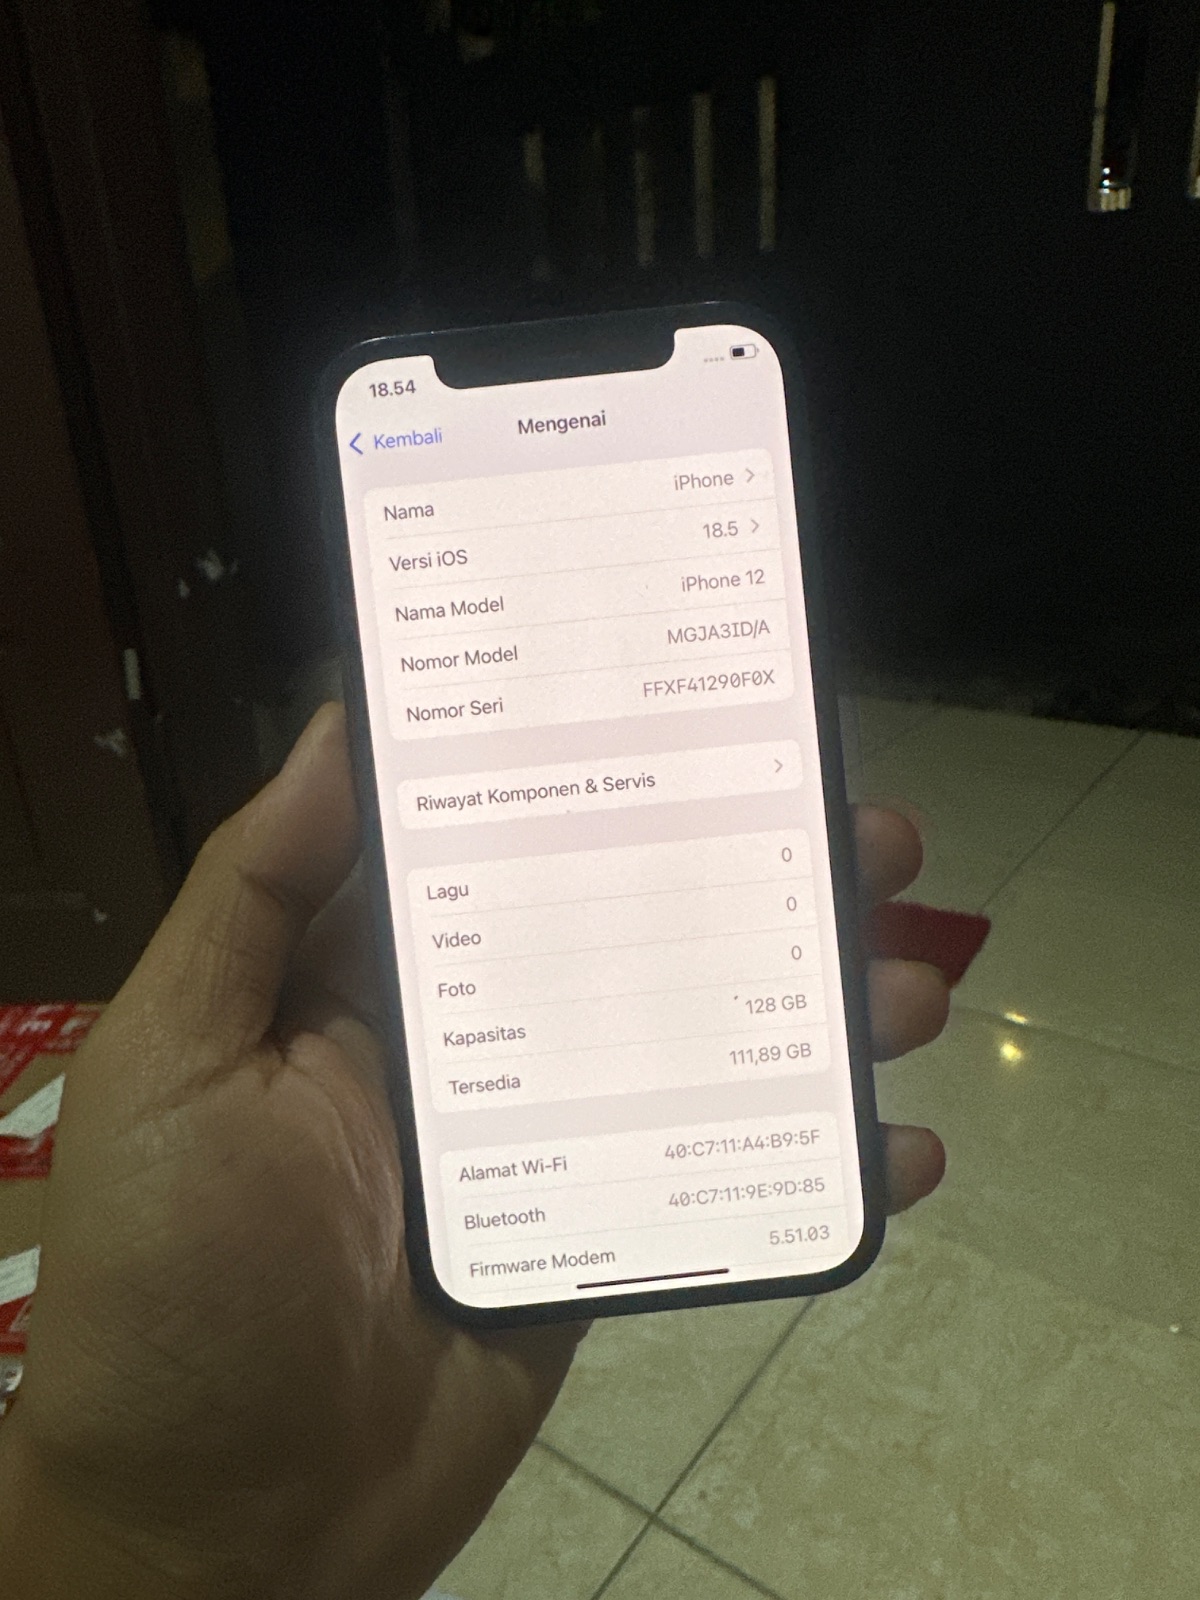 18.54
Kembali
Mengenai
Nama iPhone
Versi iOS 18.5
Nama Model iPhone 12
Nomor Model MGJA3ID/A
Nomor Seri FFXF41290F0X
Riwayat Komponen & Servis
Lagu 0
Video 0
Foto 0
Kapasitas 128 GB
Tersedia 111,89 GB
Alamat Wi-Fi 40:C7:11:A4:B9:5F
Bluetooth 40:C7:11:9E:9D:85
Firmware Modem 5.51.03